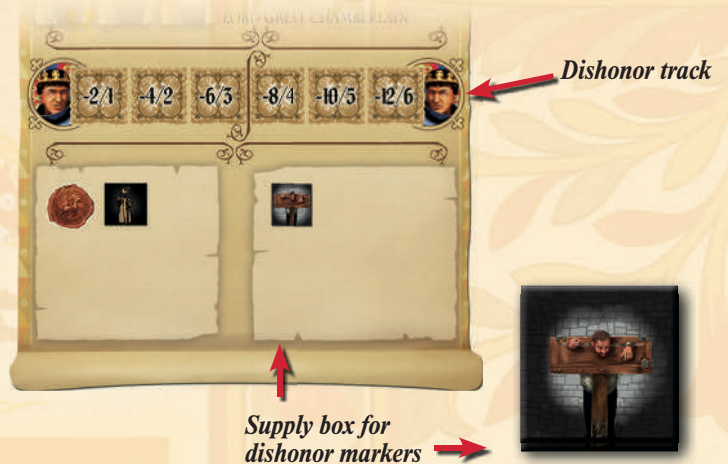 LORD GREAT CHAMBERLAIN
-2/1 -4/2 -6/3 -8/4 -10/5 -12/6
Dishonor track
Supply box for
dishonor markers